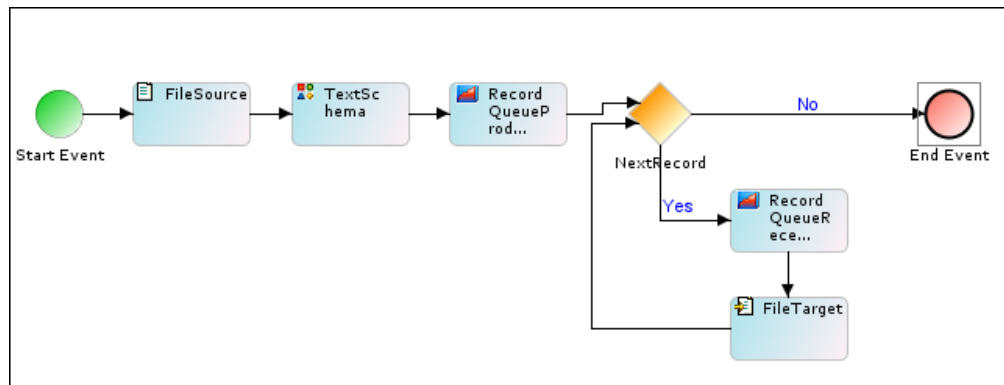 FileSource
TextSc
hema
Record
QueueP
rod...
Start Event
No
End Event
NextRecord
Yes
Record
QueueR
ece...
FileTarget